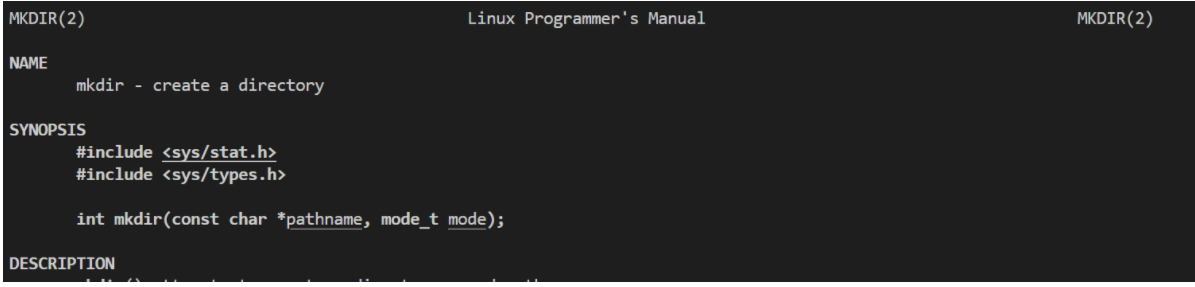 MKDIR(2) Linux Programmer's Manual MKDIR(2)
NAME
mkdir - create a directory
SYNOPSIS
#include <sys/stat.h>
#include <sys/types.h>
int mkdir(const char *pathname, mode_t mode);
DESCRIPTION